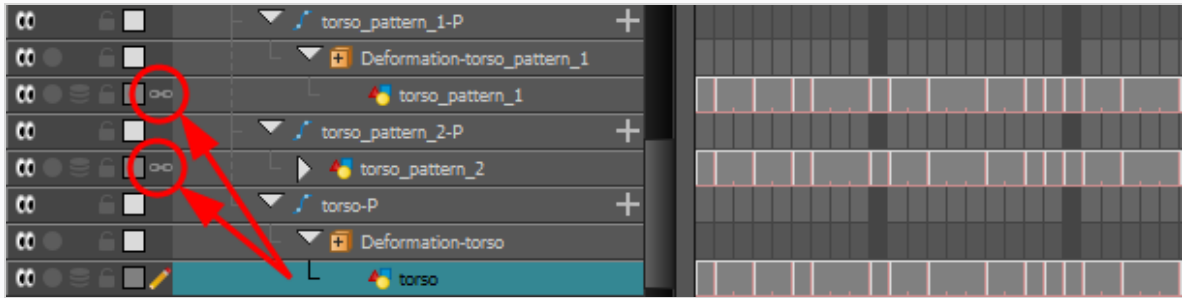 torso_pattern_1-P
Deformation-torso_pattern_1
torso_pattern_1
torso_pattern_2-P
torso_pattern_2
torso-P
Deformation-torso
torso